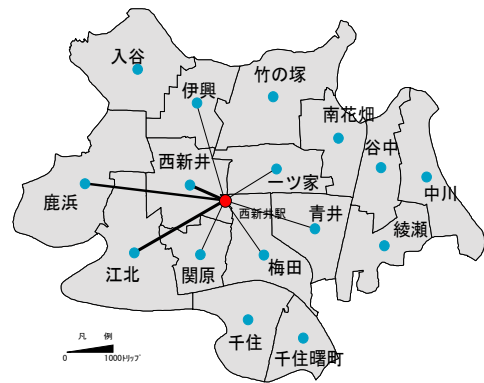 入谷
伊興
竹の塚
南花畑
谷中
西新井
一ツ家
鹿浜
中川
西新井駅
青井
綾瀬
江北
関原
梅田
千住
千住曙町
凡 例
0 1000トリップ